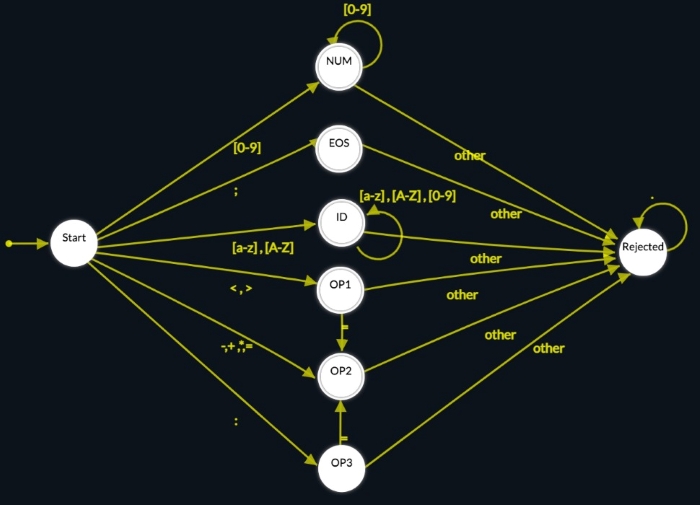 [0-9]
NUM
[0-9]
other
EOS
;
other
[a-z] , [A-Z] , [0-9]
ID
Start
[a-z] , [A-Z]
other
Rejected
.
OP1
< , >
other
=
-,+,*,=
OP2
other
other
:
=
OP3